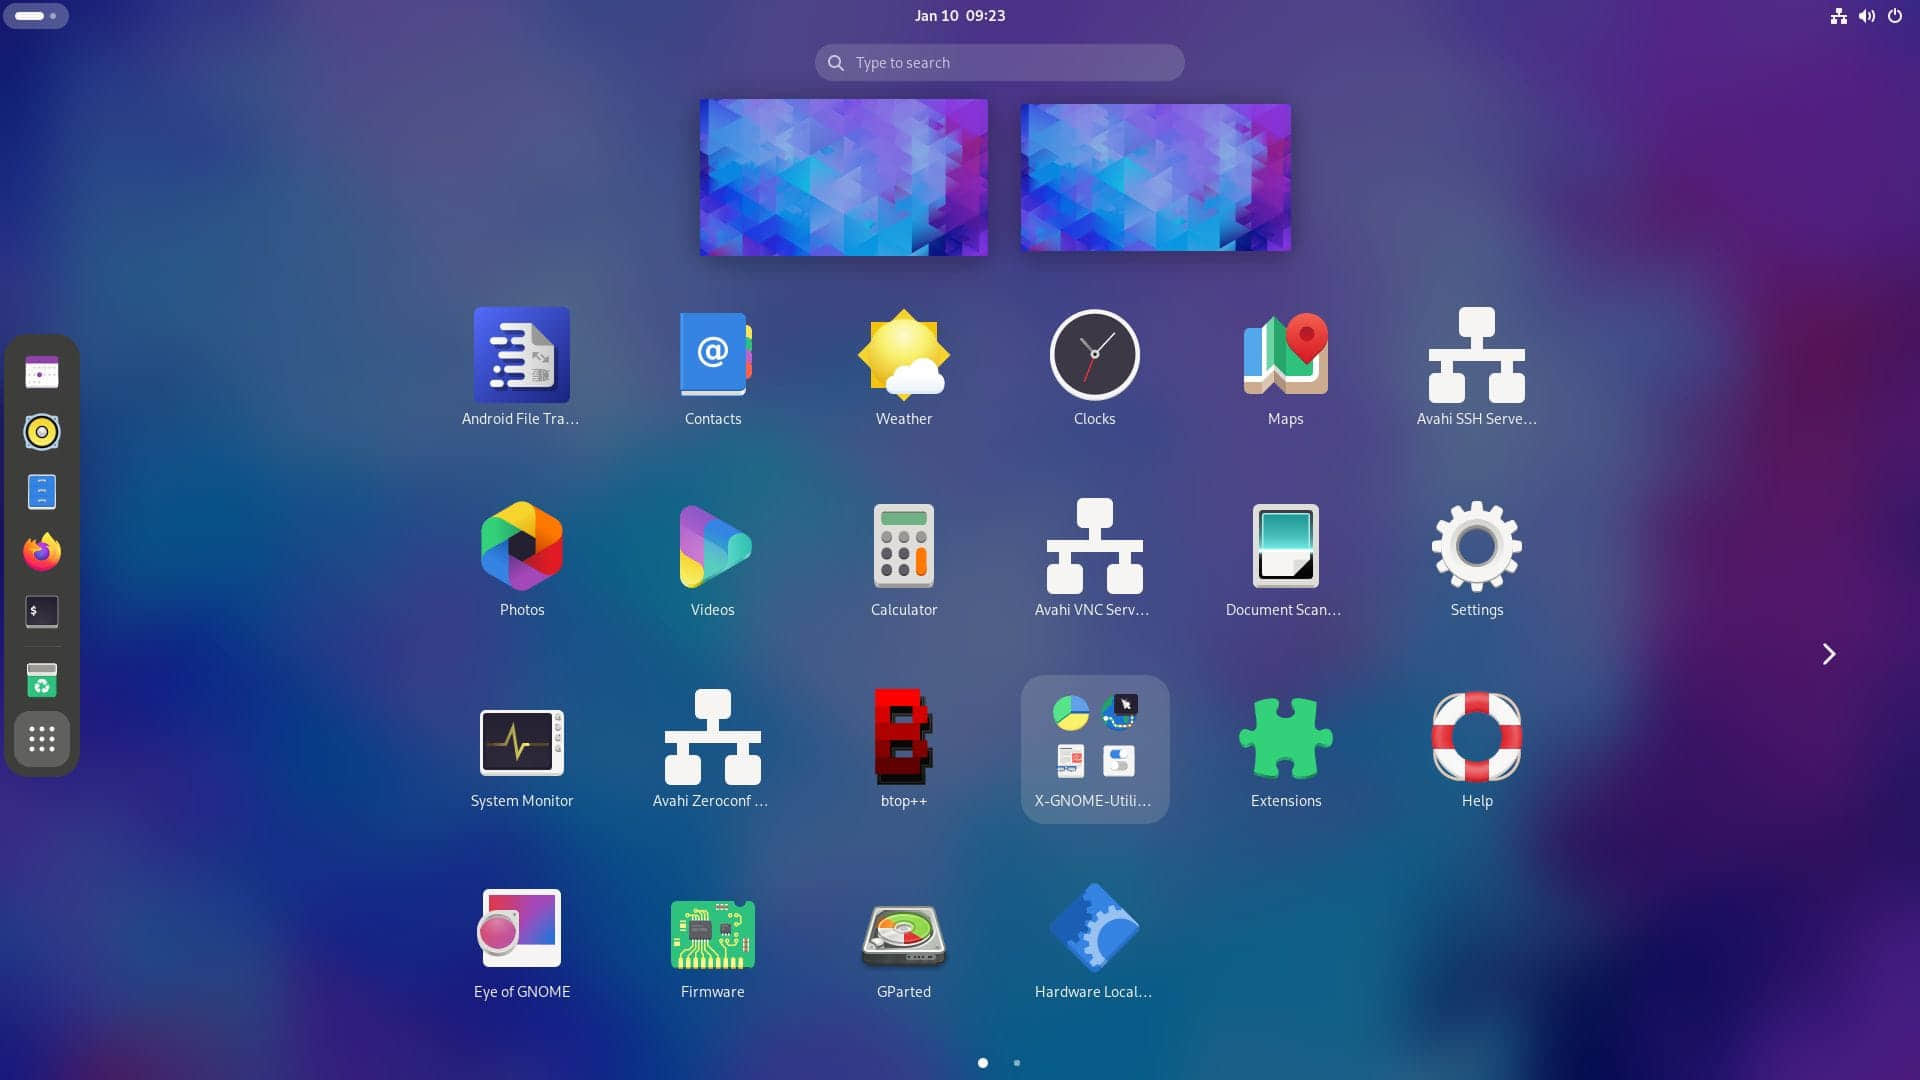 Jan 10 09:23
Type to search
Android File Tra...
Contacts
Weather
Clocks
Maps
Avahi SSH Serve...
Photos
Videos
Calculator
Avahi VNC Serv...
Document Scan...
Settings
$
System Monitor
Avahi Zeroconf ...
btop++
X-GNOME-Utili...
Extensions
Help
Eye of GNOME
Firmware
GParted
Hardware Local...